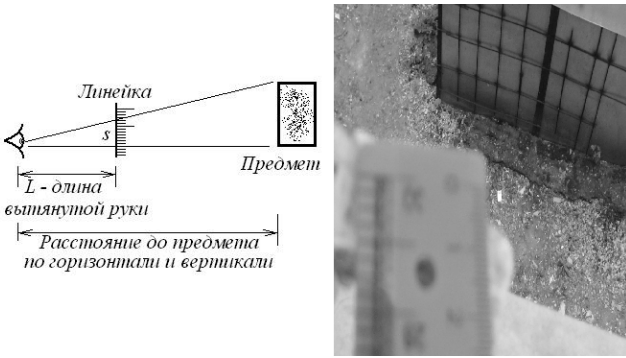 Линейка
s
Предмет
L - длина
вытянутой руки
Расстояние до предмета
по горизонтали и вертикали